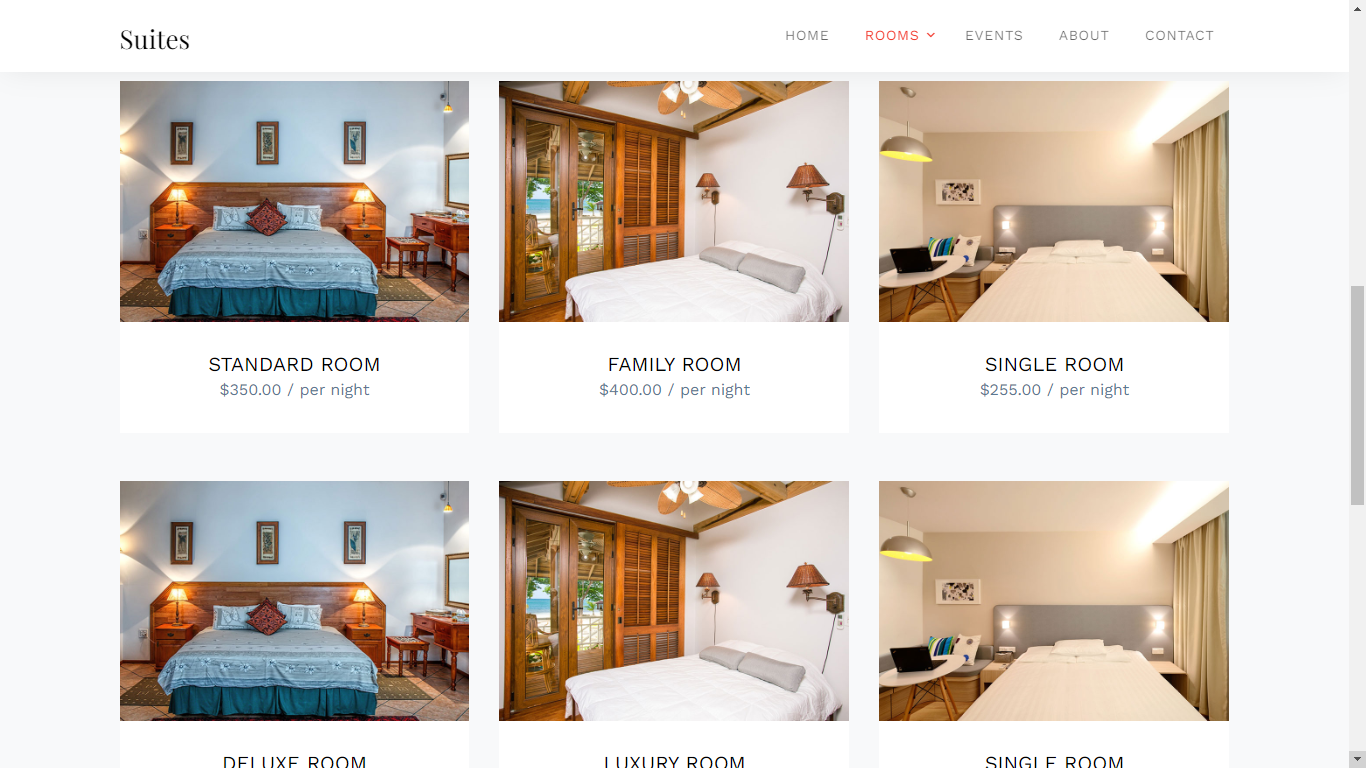 Suites
HOME
ROOMS
EVENTS
ABOUT
CONTACT
STANDARD ROOM
$350.00 / per night
FAMILY ROOM
$400.00 / per night
SINGLE ROOM
$255.00 / per night
DELUXE ROOM
LUXURY ROOM
SINGLE ROOM